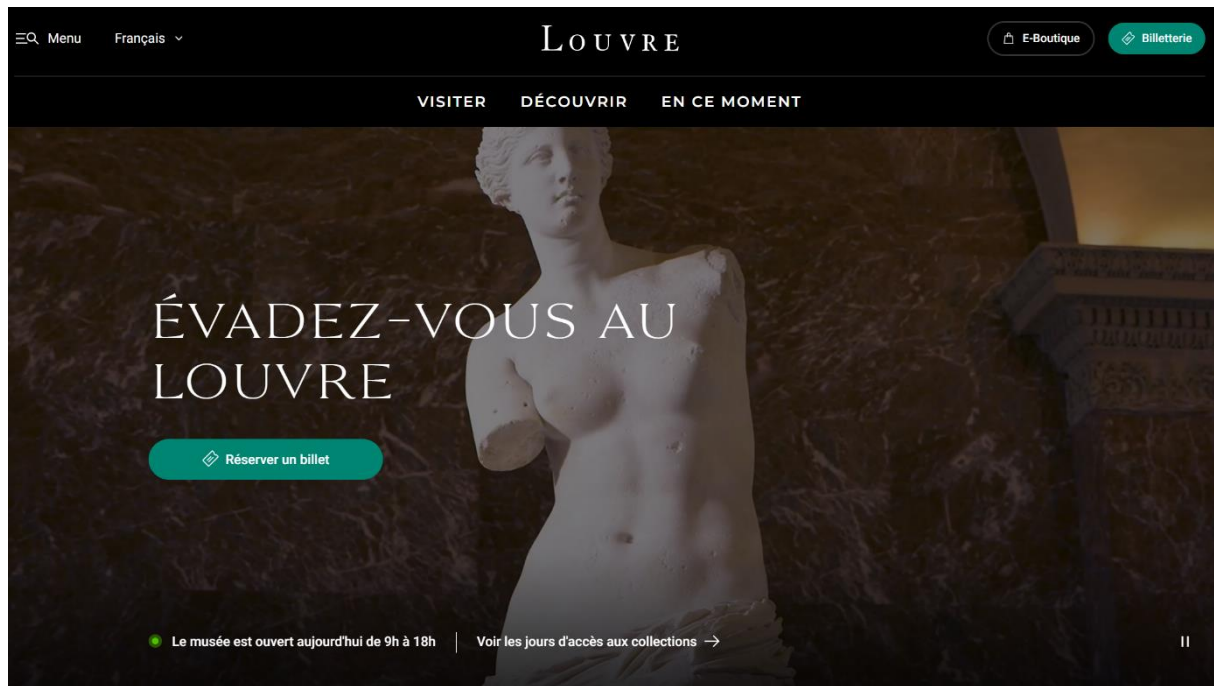 Menu
Français
LOUVRE
E-Boutique
Billetterie
VISITER DÉCOUVRIR EN CE MOMENT
ÉVADEZ-VOUS AU
LOUVRE
Réserver un billet
Le musée est ouvert aujourd'hui de 9h à 18h
Voir les jours d'accès aux collections →